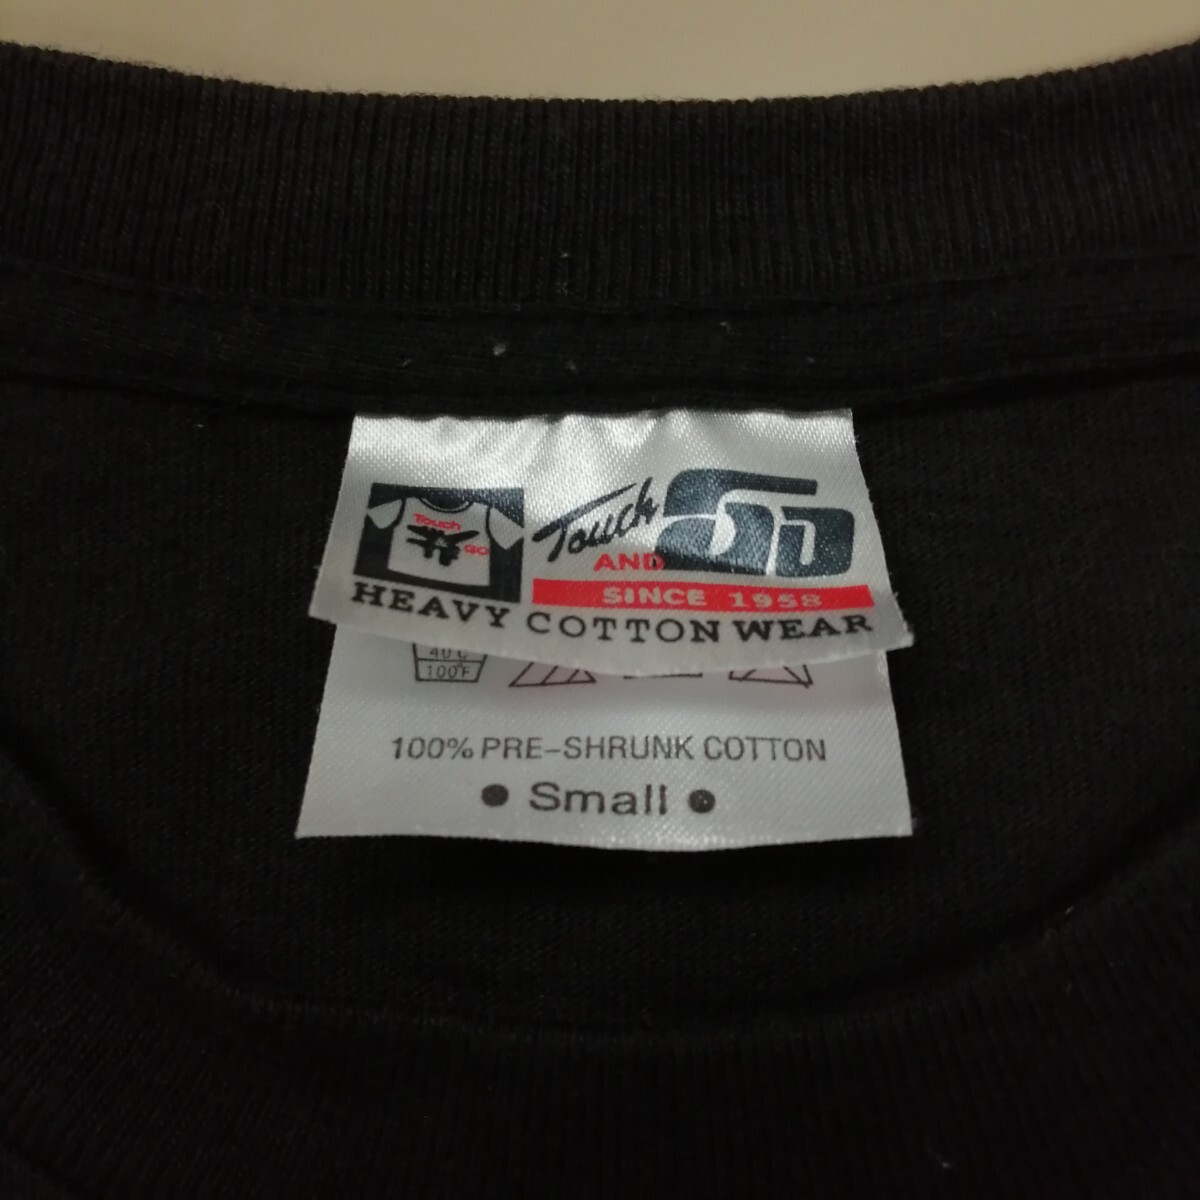 Touch
GO
Touch
AND GO
SINCE 1958
HEAVY COTTON WEAR
40°C
100°F
100% PRE-SHRUNK COTTON
• Small •